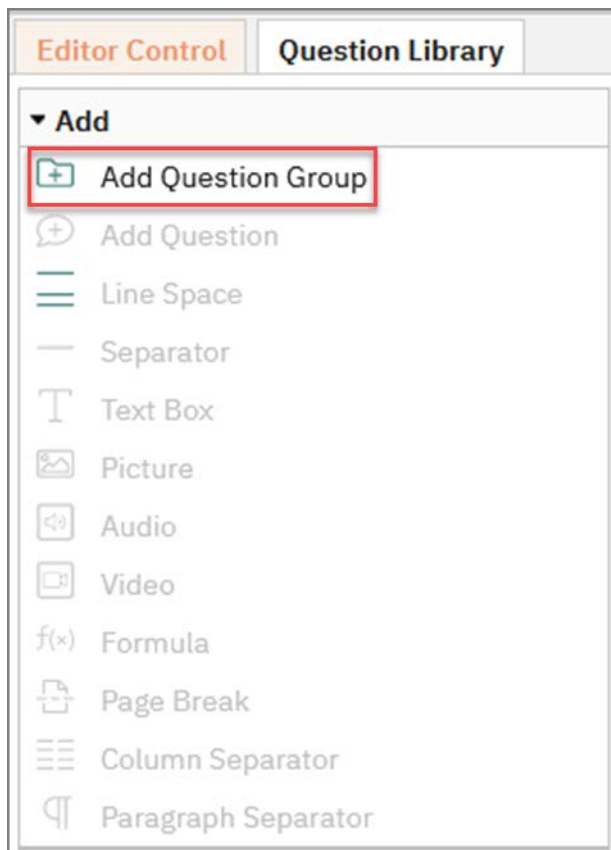 Editor Control Question Library
Add
Add Question Group
Add Question
Line Space
Separator
T Text Box
Picture
Audio
Video
f(x) Formula
Page Break
Column Separator
¶ Paragraph Separator